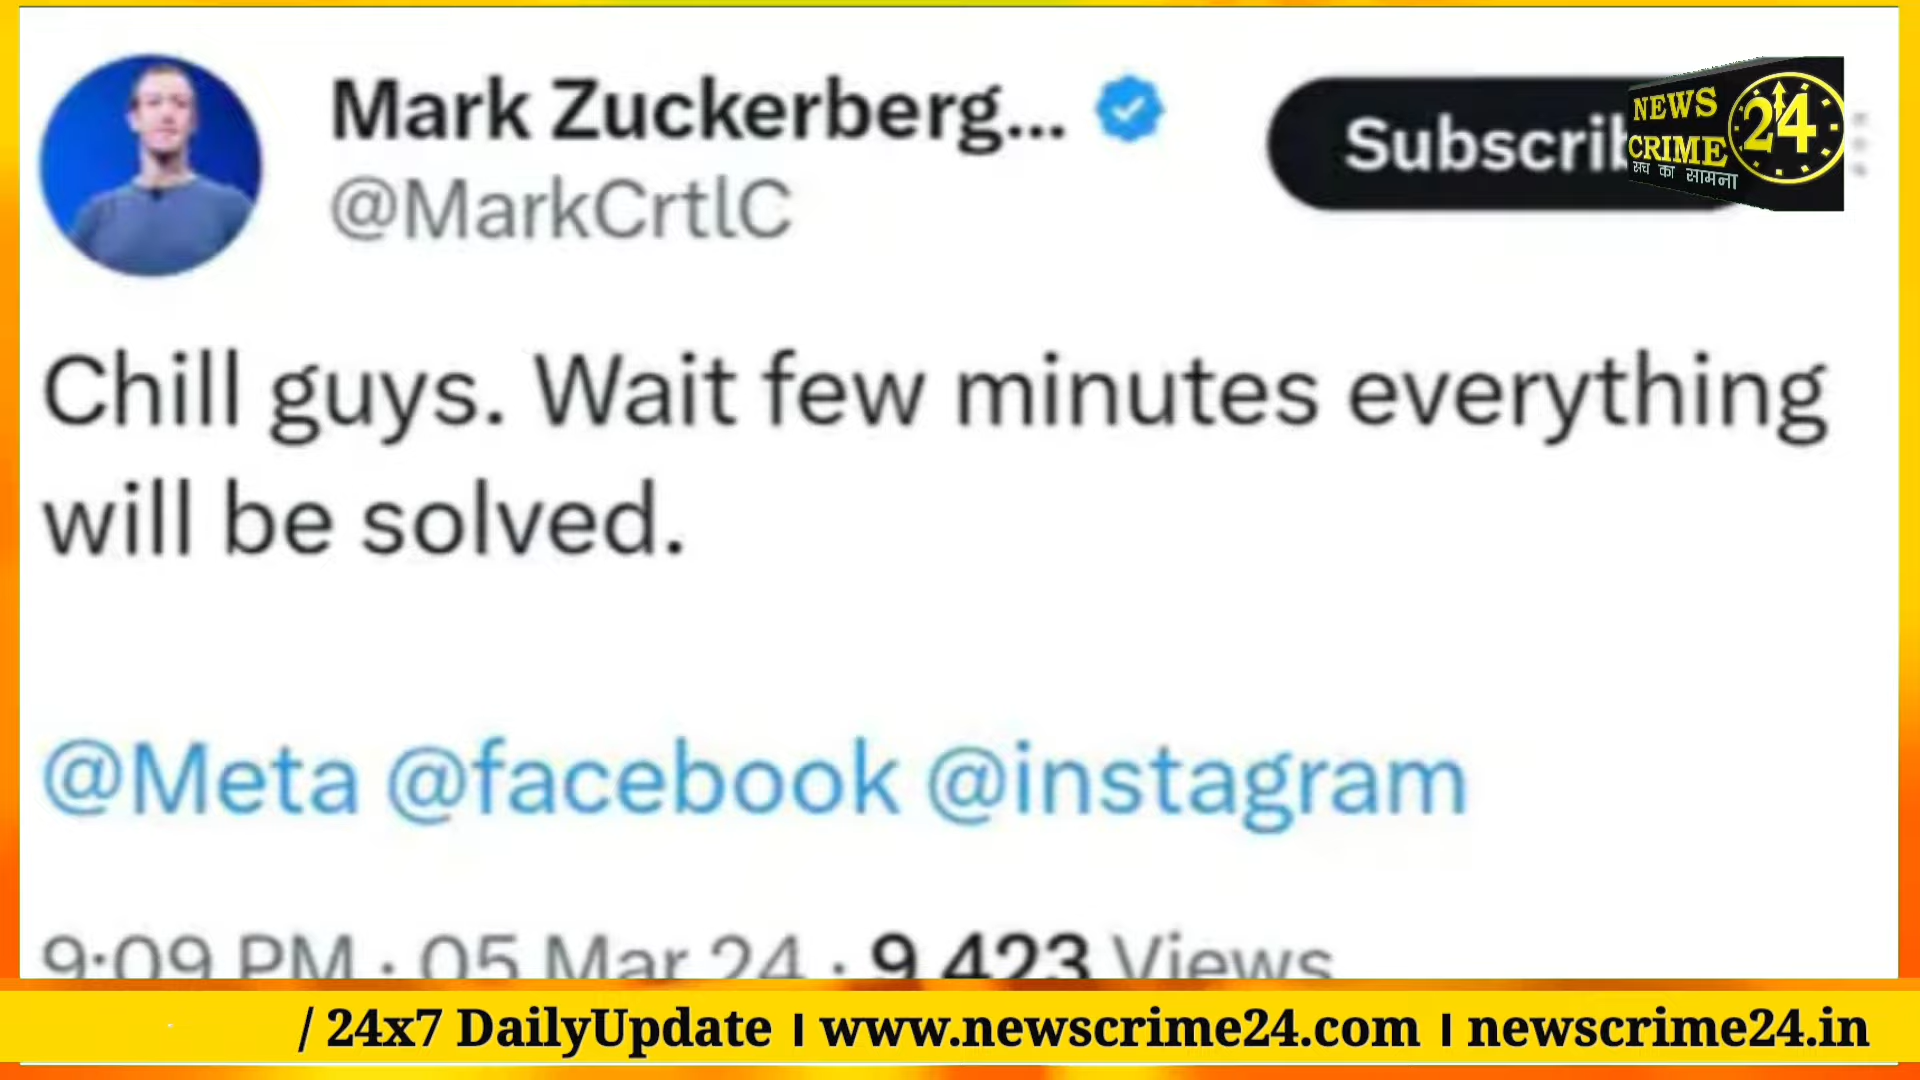 Mark Zuckerberg...
@MarkCrtlC
Subscrib
NEWS
CRIME
24
सच का सामना
Chill guys. Wait few minutes everything
will be solved.
@Meta @facebook @instagram
9:09 PM · 05 Mar 24 · 9,423 Views
/ 24x7 DailyUpdate । www.newscrime24.com । newscrime24.in